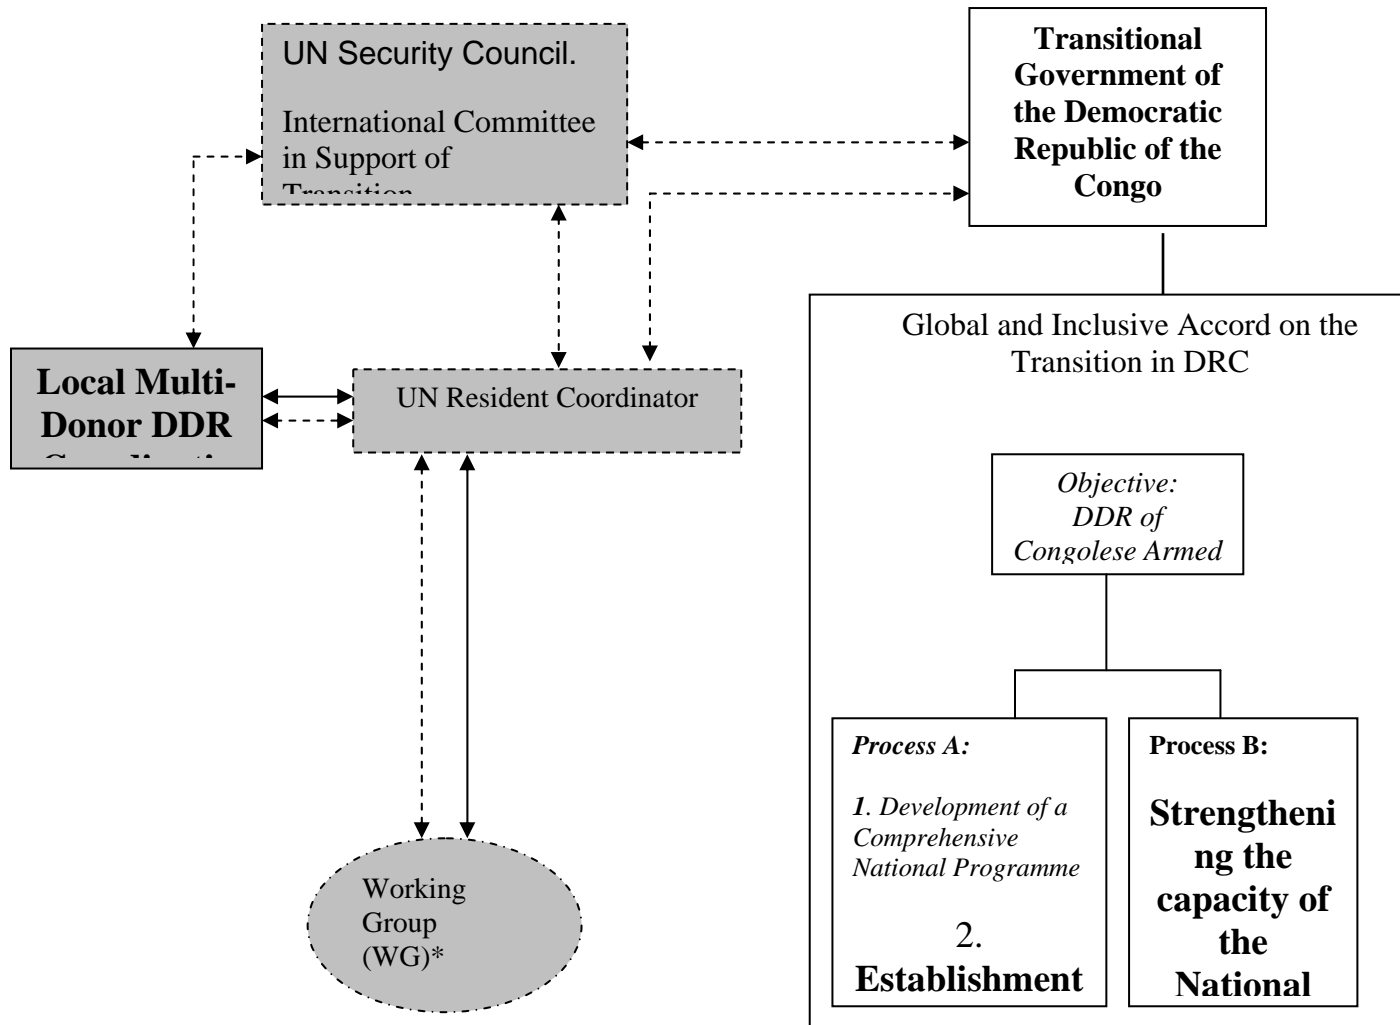 UN Security Council.
International Committee
in Support of
Transition
Transitional
Government of
the Democratic
Republic of the
Congo
Global and Inclusive Accord on the
Transition in DRC
Local Multi-
Donor DDR
UN Resident Coordinator
Objective:
DDR of
Congolese Armed
Process A:
1. Development of a
Comprehensive
National Programme
2.
Establishment
Process B:
Strengtheni
ng the
capacity of
the
National
Working
Group
(WG)*